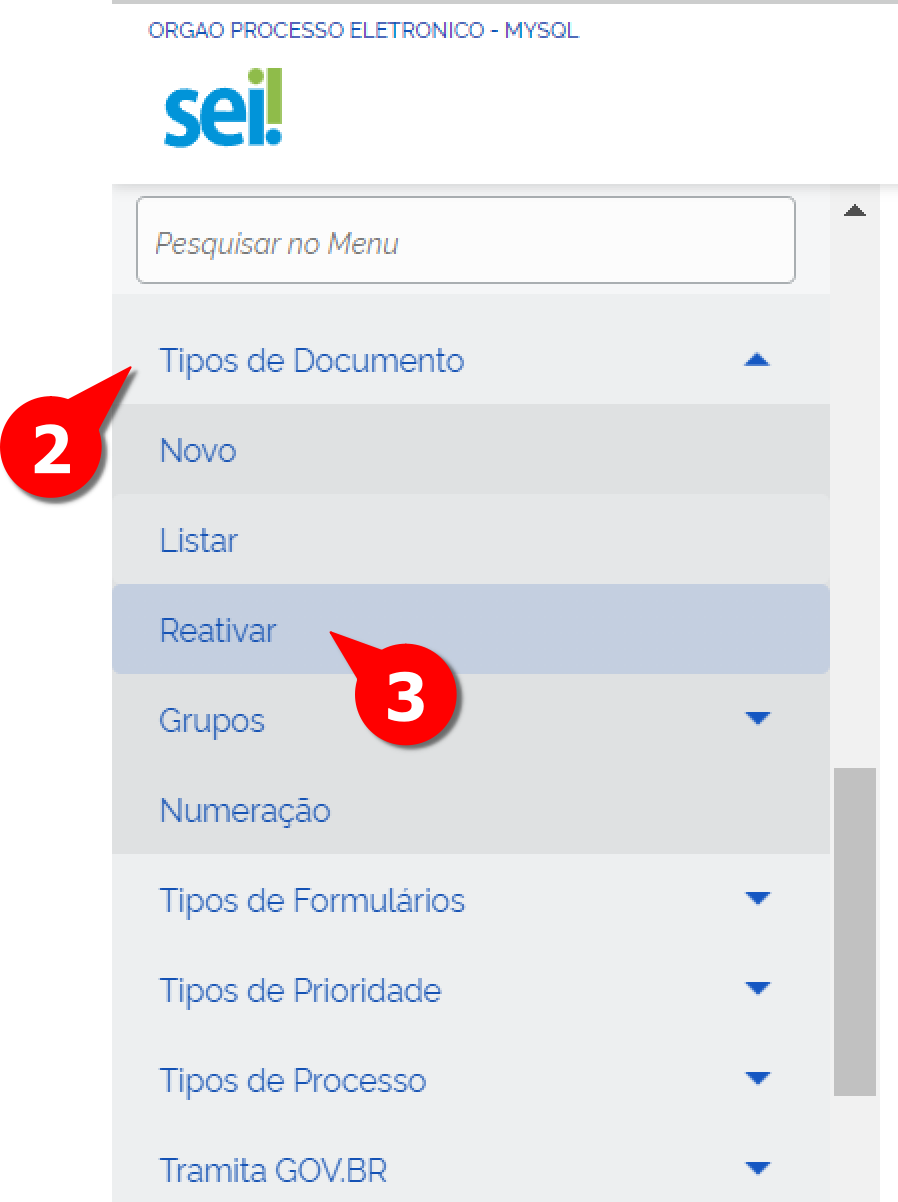 ORGAO PROCESSO ELETRONICO - MYSQL
sei!
Pesquisar no Menu
Tipos de Documento
2
Novo
Listar
Reativar
3
Grupos
Numeração
Tipos de Formulários
Tipos de Prioridade
Tipos de Processo
Tramita GOV.BR